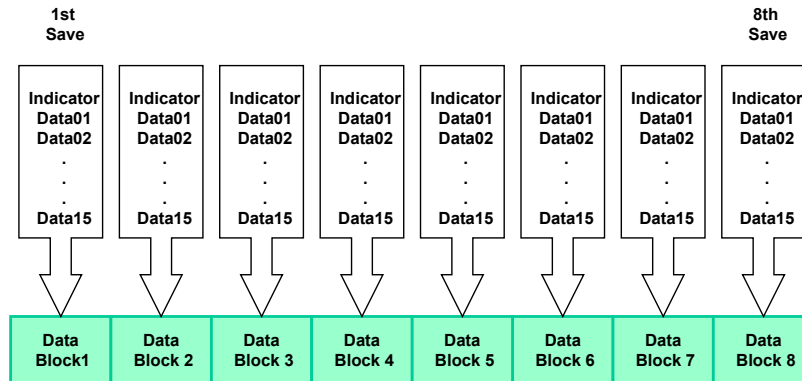 1st
Save
8th
Save
Indicator
Data01
Data02
.
.
.
Data15
Indicator
Data01
Data02
.
.
.
Data15
Indicator
Data01
Data02
.
.
.
Data15
Indicator
Data01
Data02
.
.
.
Data15
Indicator
Data01
Data02
.
.
.
Data15
Indicator
Data01
Data02
.
.
.
Data15
Indicator
Data01
Data02
.
.
.
Data15
Indicator
Data01
Data02
.
.
.
Data15
Data
Block1
Data
Block 2
Data
Block 3
Data
Block 4
Data
Block 5
Data
Block 6
Data
Block 7
Data
Block 8